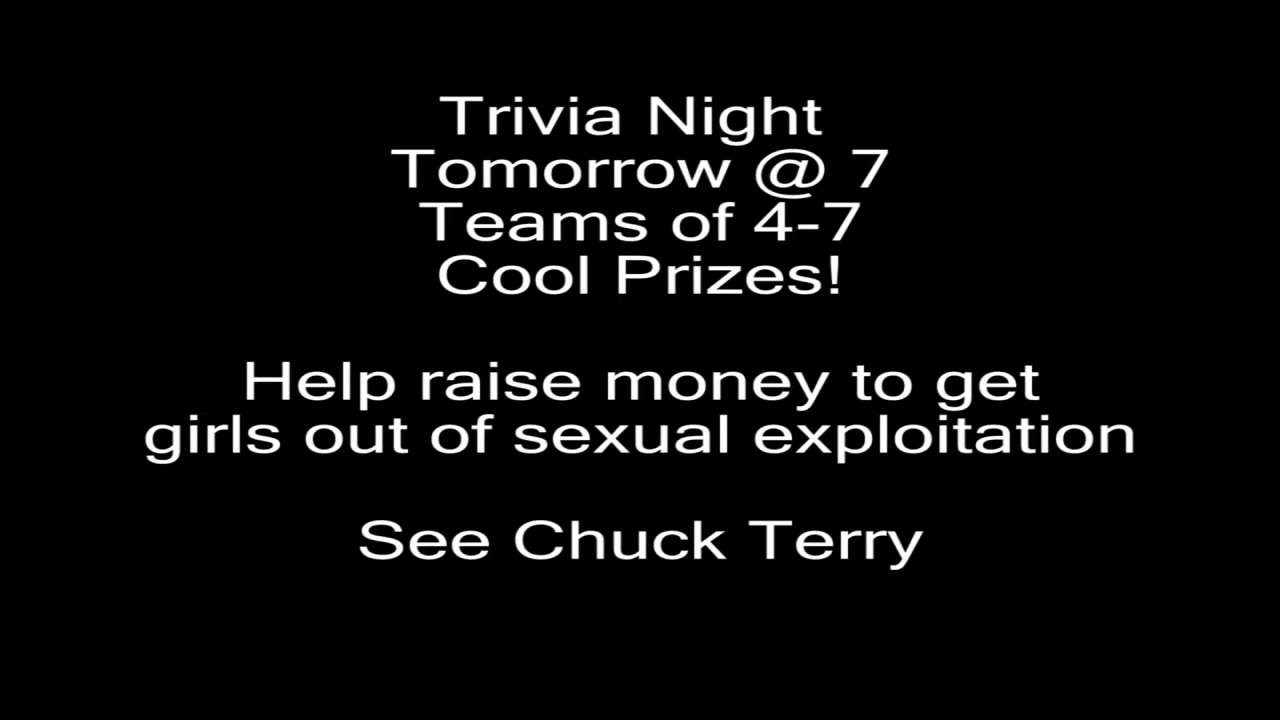 Trivia Night
Tomorrow @ 7
Teams of 4-7
Cool Prizes!
Help raise money to get
girls out of sexual exploitation
See Chuck Terry